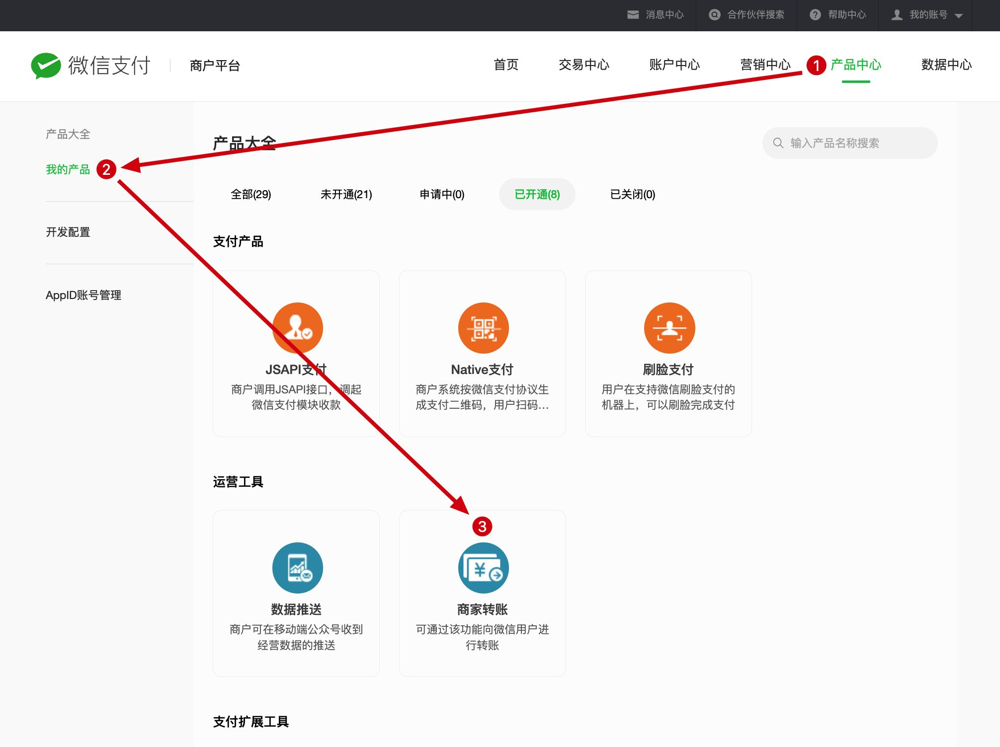 消息中心 合作伙伴搜索 帮助中心 我的账号
微信支付 商户平台 首页 交易中心 账户中心 营销中心 1 产品中心 数据中心
产品大全
我的产品 2
开发配置
AppID账号管理
产品大全
输入产品名称搜索
全部(29) 未开通(21) 申请中(0) 已开通(8) 已关闭(0)
支付产品
JSAPI支付
商户调用JSAPI接口，调起
微信支付模块收款
Native支付
商户系统按微信支付协议生
成支付二维码，用户扫码...
刷脸支付
用户在支持微信刷脸支付的
机器上，可以刷脸完成支付
运营工具
数据推送
商户可在移动端公众号收到
经营数据的推送
3
商家转账
可通过该功能向微信用户进
行转账
支付扩展工具